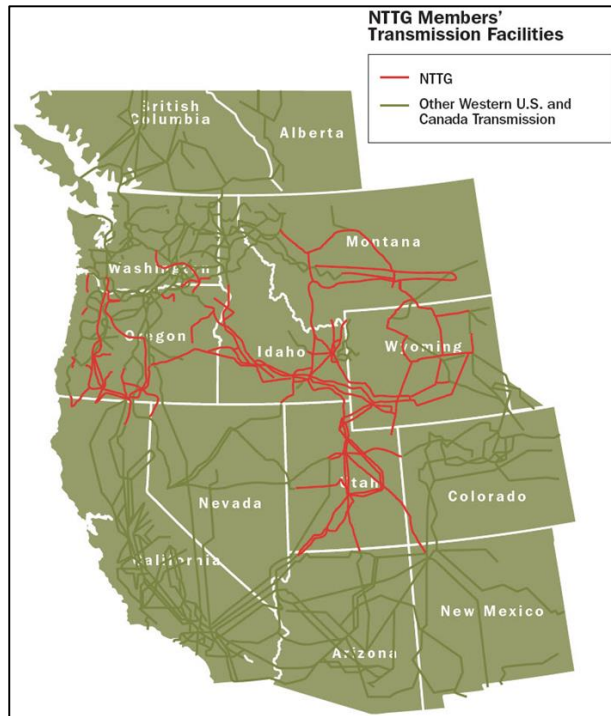 NTTG Members'
Transmission Facilities
NTTG
Other Western U.S. and
Canada Transmission
British
Columbia
Alberta
Washington
Montana
Oregon
Idaho
Wyoming
Nevada
Utah
Colorado
California
Arizona
New Mexico